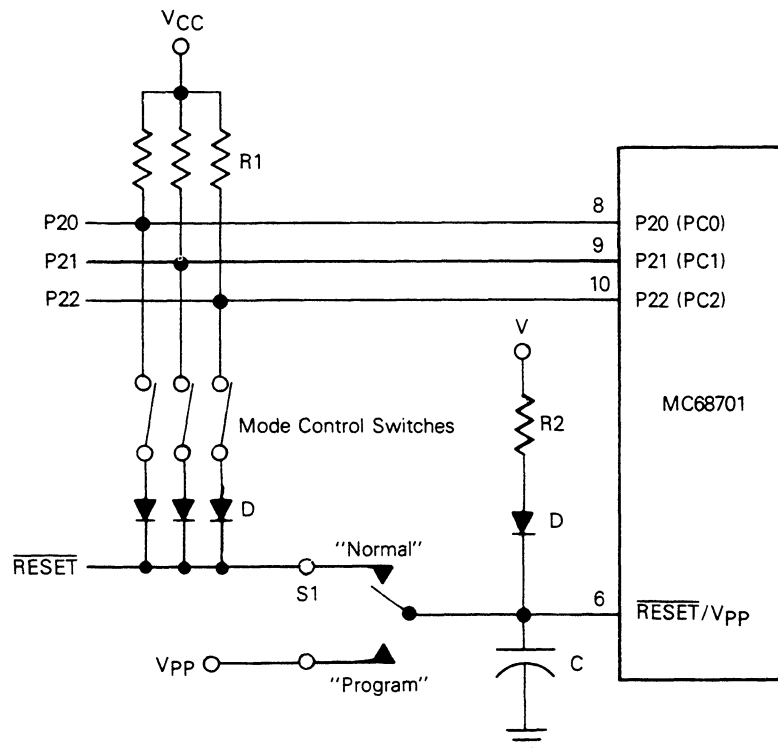 VCC
R1
P20
8
P20 (PC0)
P21
9
P21 (PC1)
P22
10
P22 (PC2)
V
MC68701
R2
Mode Control Switches
D
D
"Normal"
RESET
S1
6
RESET/VPP
VPP
"Program"
C